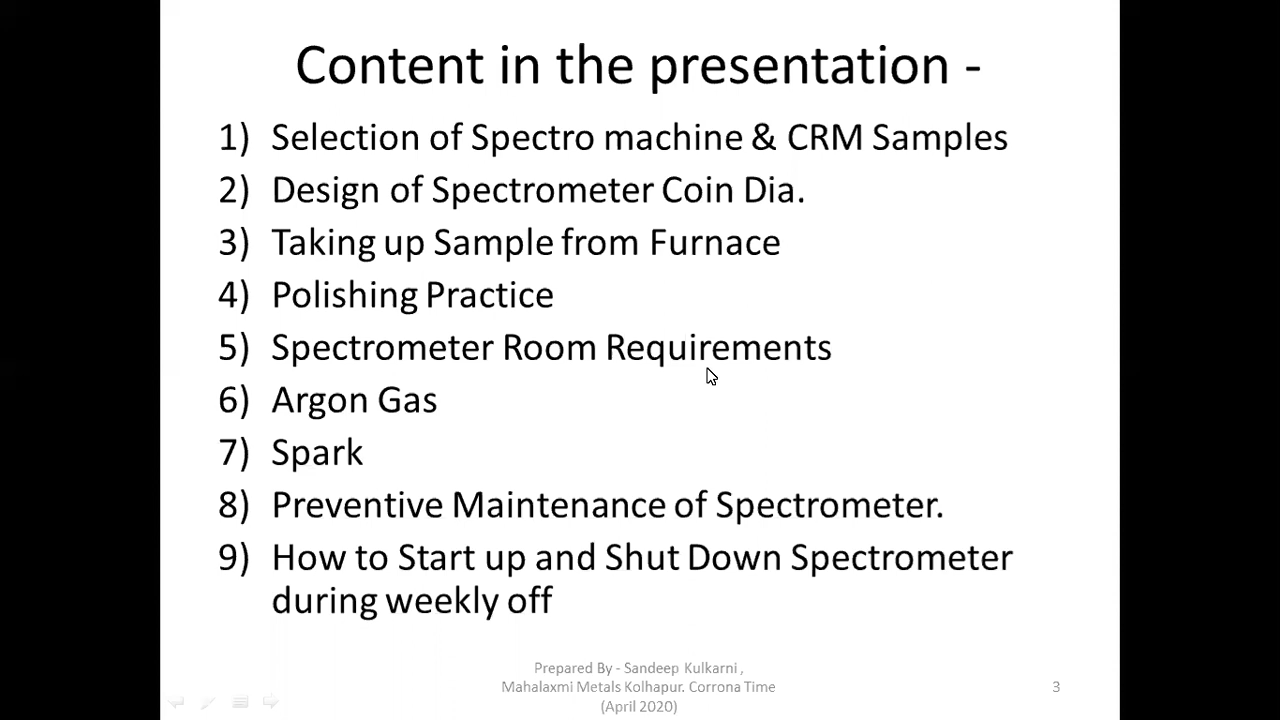 Content in the presentation -
1) Selection of Spectro machine & CRM Samples
2) Design of Spectrometer Coin Dia.
3) Taking up Sample from Furnace
4) Polishing Practice
5) Spectrometer Room Requirements
6) Argon Gas
7) Spark
8) Preventive Maintenance of Spectrometer.
9) How to Start up and Shut Down Spectrometer
during weekly off
Prepared By - Sandeep Kulkarni ,
Mahalaxmi Metals Kolhapur. Corrona Time
(April 2020)
3